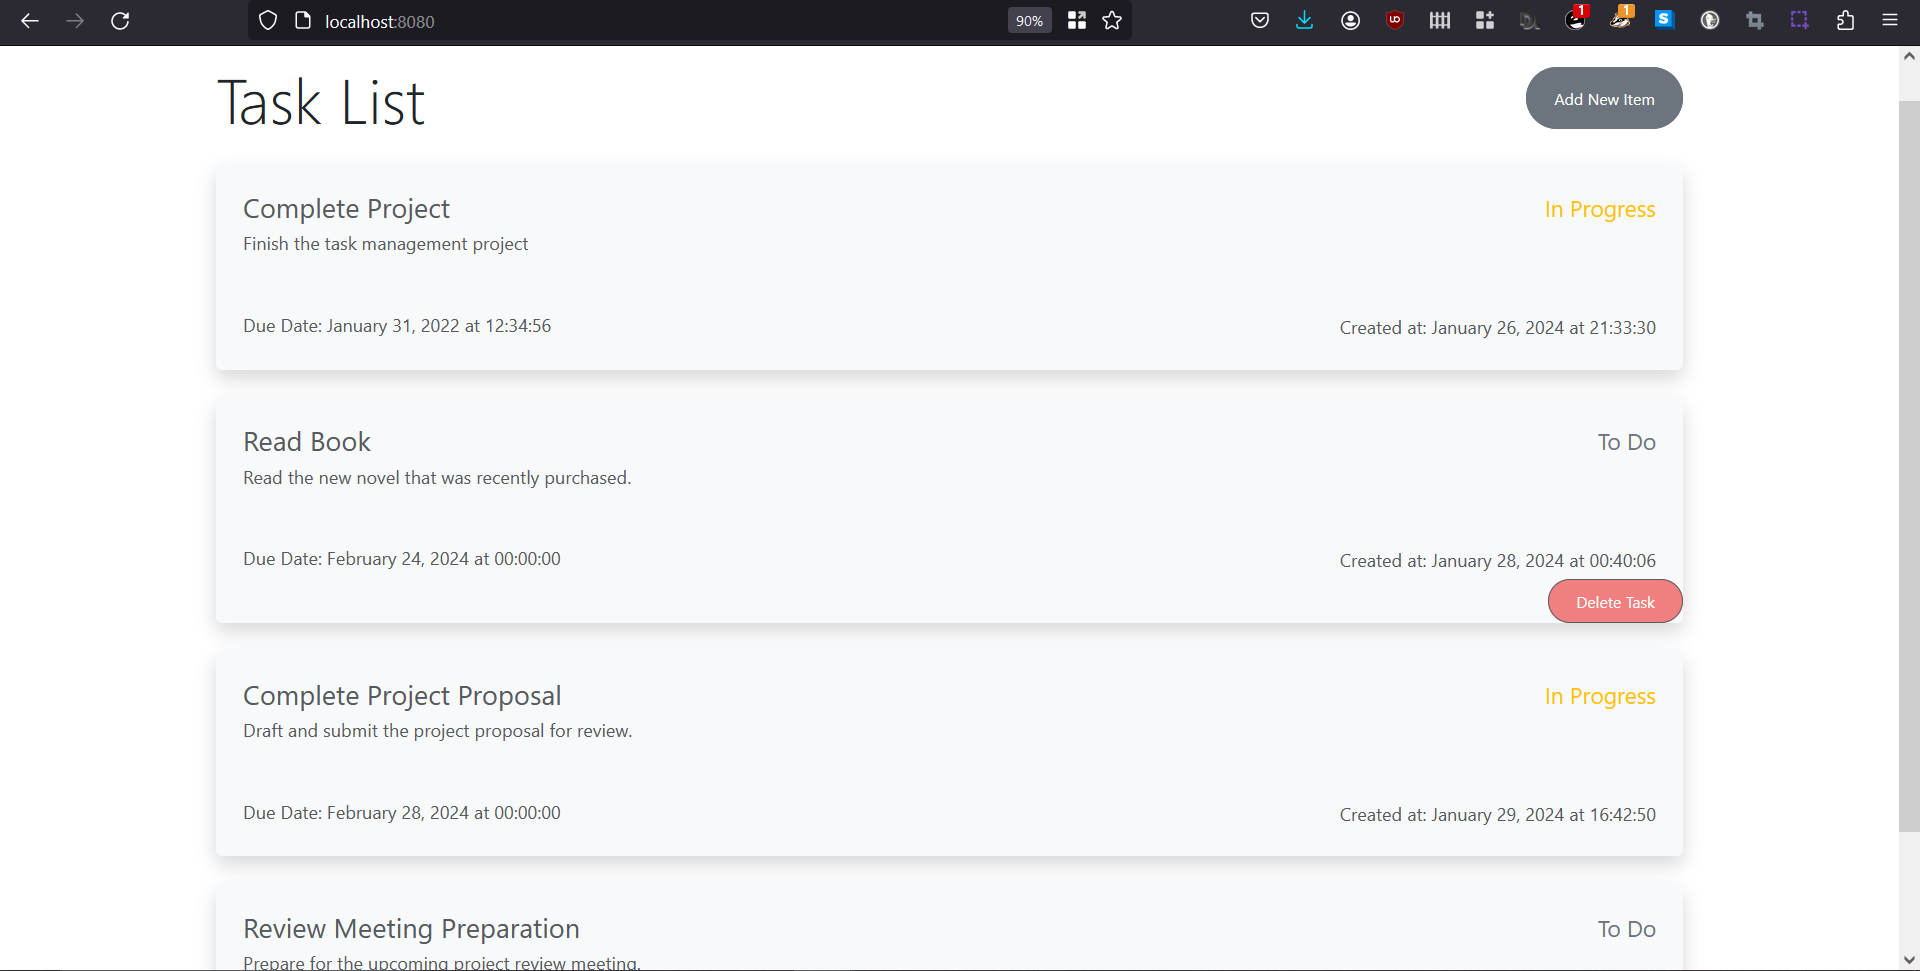 localhost:8080
90%
1
1
S
Task List
Add New Item
Complete Project
In Progress
Finish the task management project
Due Date: January 31, 2022 at 12:34:56
Created at: January 26, 2024 at 21:33:30
Read Book
To Do
Read the new novel that was recently purchased.
Due Date: February 24, 2024 at 00:00:00
Created at: January 28, 2024 at 00:40:06
Delete Task
Complete Project Proposal
In Progress
Draft and submit the project proposal for review.
Due Date: February 28, 2024 at 00:00:00
Created at: January 29, 2024 at 16:42:50
Review Meeting Preparation
To Do
Prepare for the upcoming project review meeting.